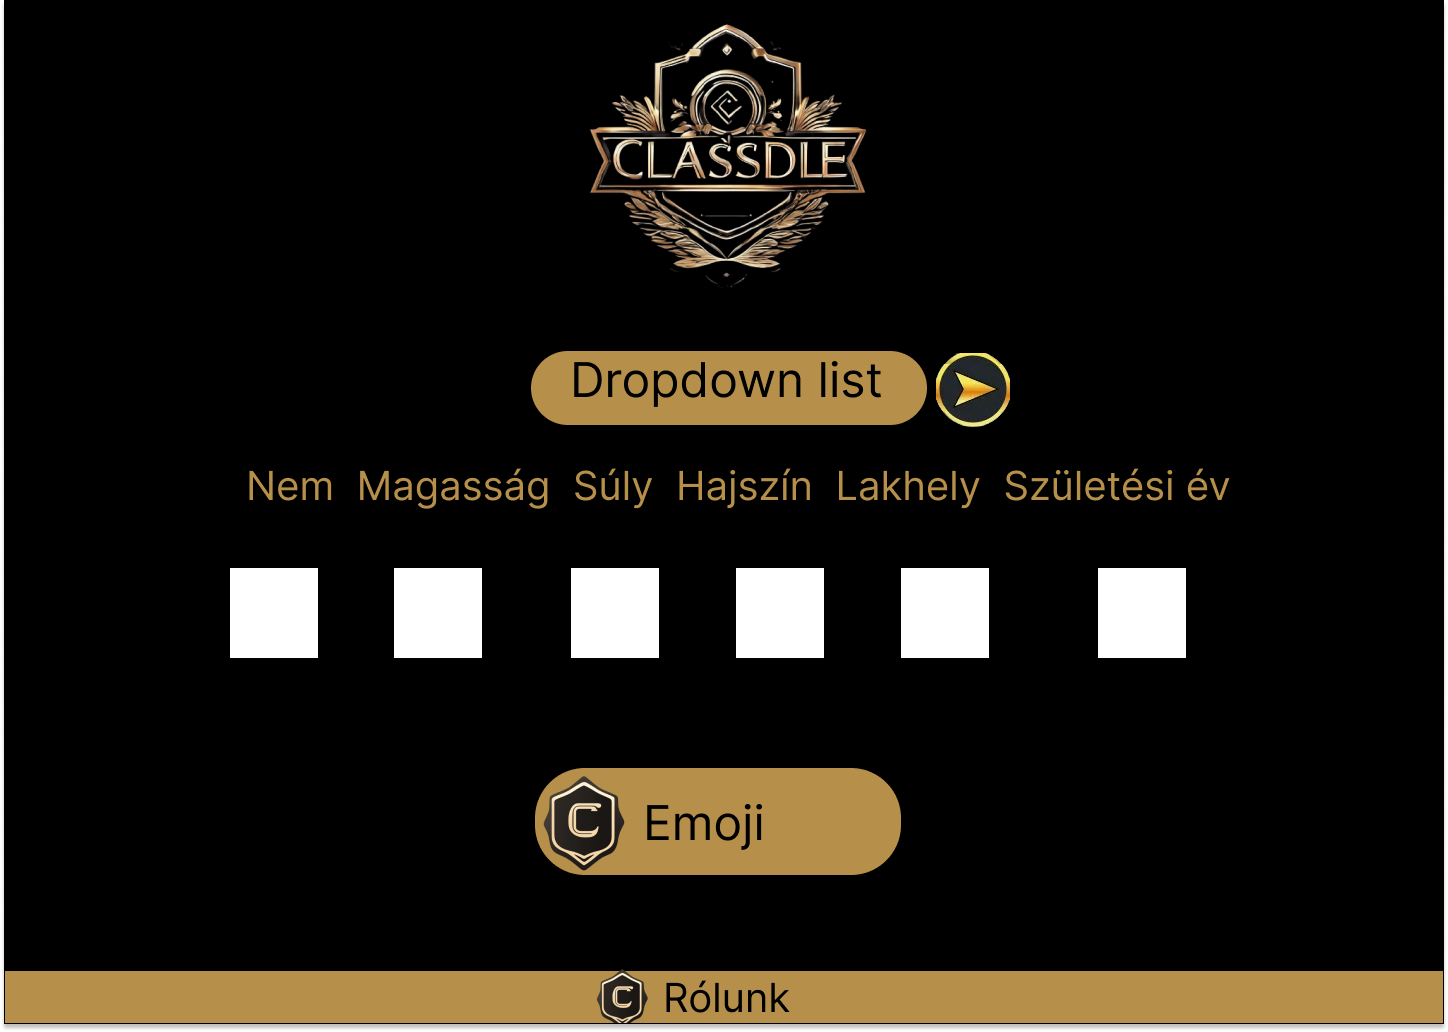 CLASSDLE
Dropdown list
Nem Magasság Súly Hajszín Lakhely Születési év
C Emoji
C Rólunk